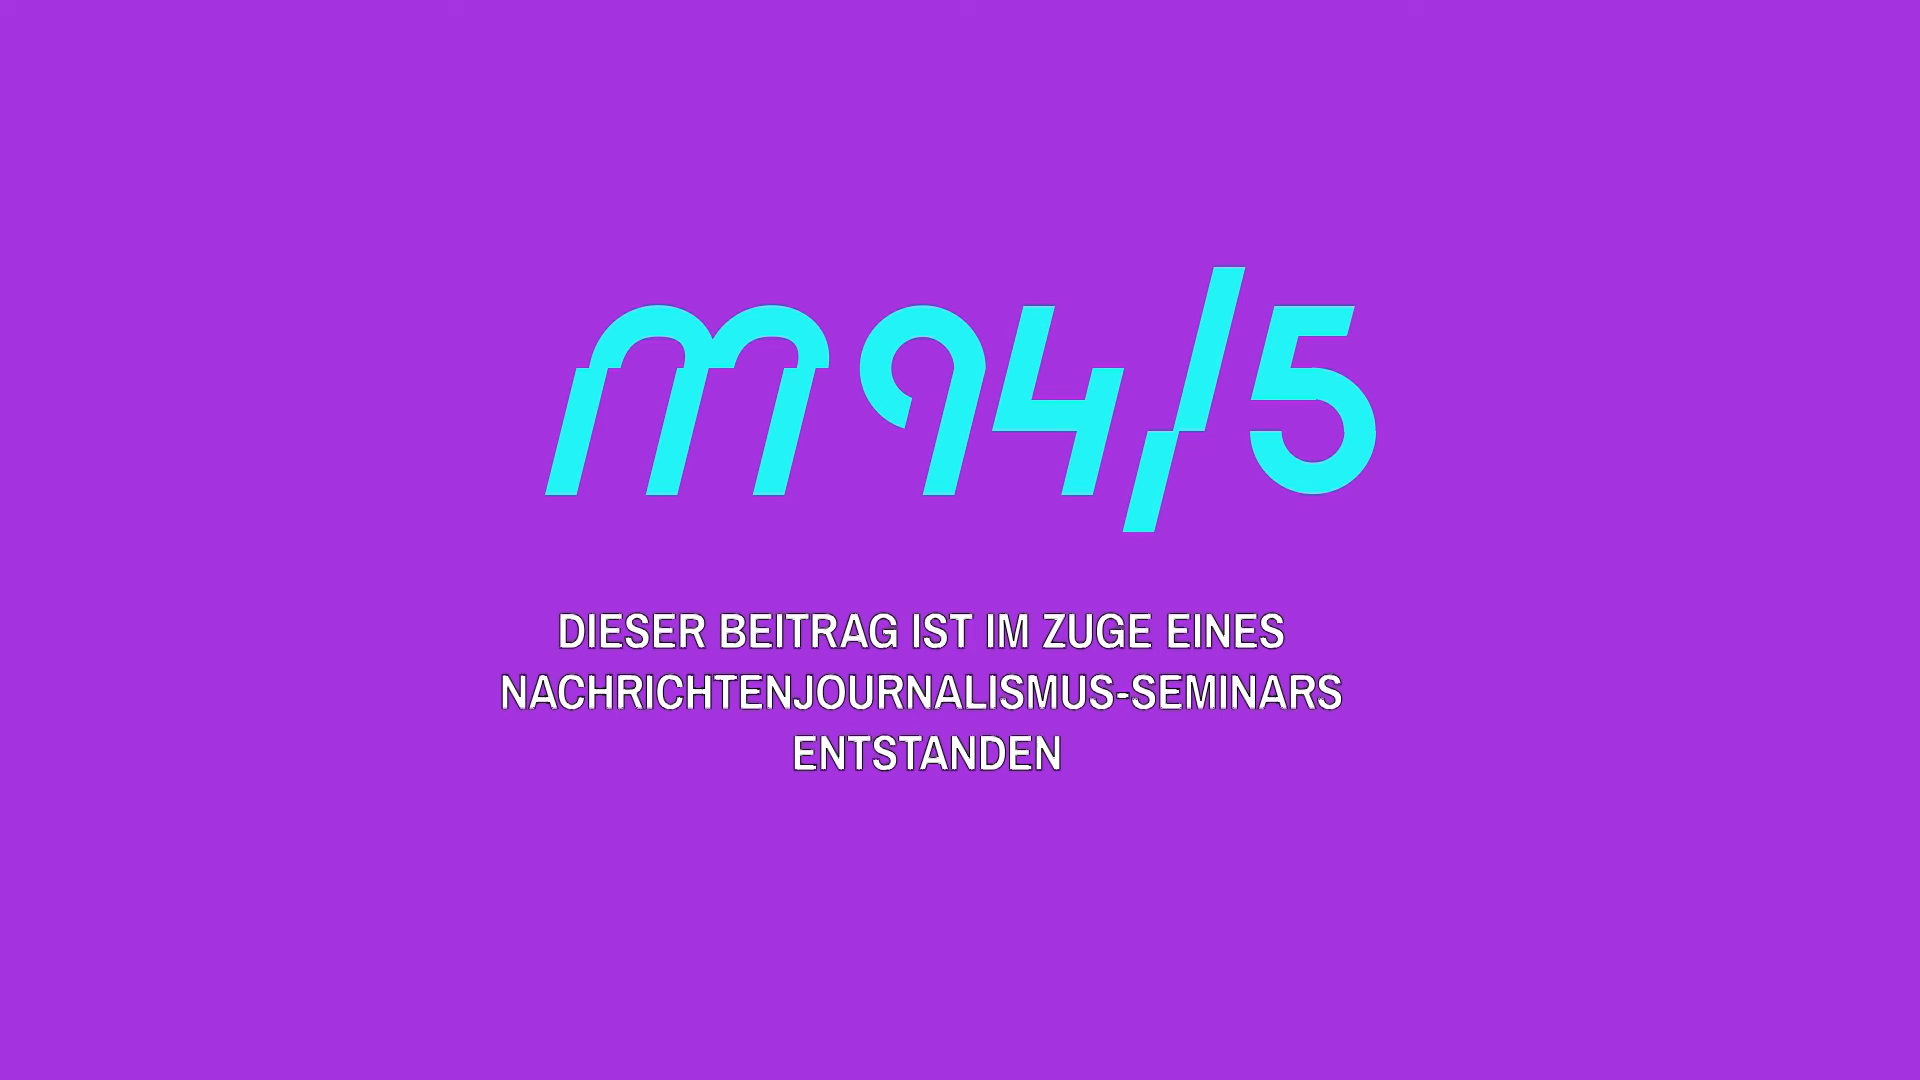 m94,/5
DIESER BEITRAG IST IM ZUGE EINES
NACHRICHTENJOURNALISMUS-SEMINARS
ENTSTANDEN